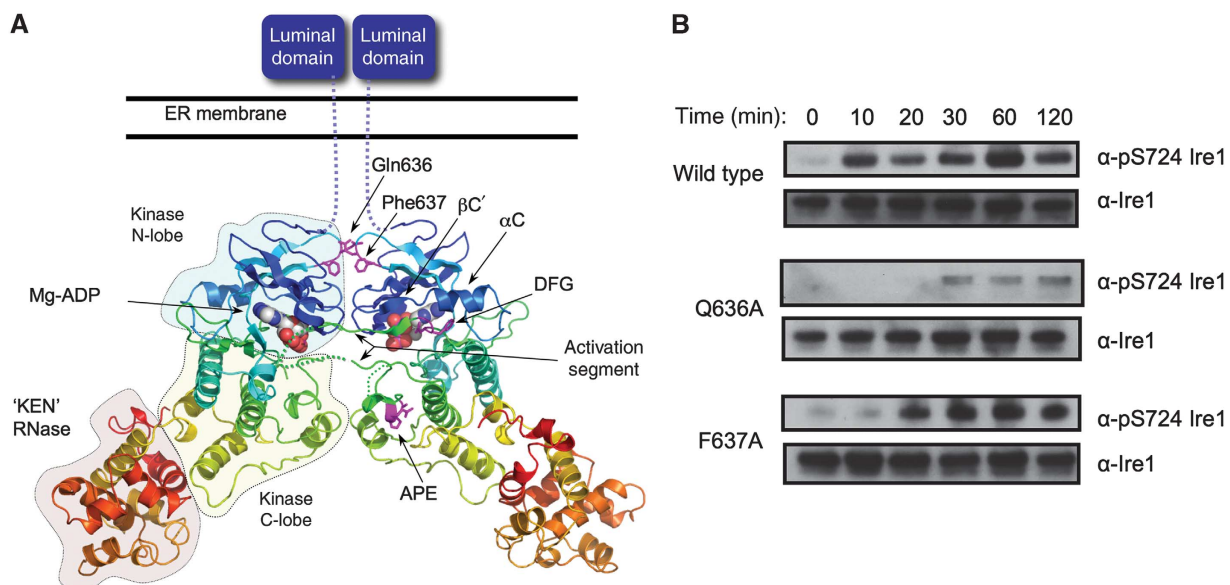 A
Luminal
domain
Luminal
domain
ER membrane
Gln636
Phe637
βC′
αC
Kinase
N-lobe
DFG
Mg-ADP
Activation
segment
'KEN'
RNase
Kinase
C-lobe
APE
B
Time (min): 0 10 20 30 60 120
Wild type
α-pS724 Ire1
α-Ire1
Q636A
α-pS724 Ire1
α-Ire1
F637A
α-pS724 Ire1
α-Ire1